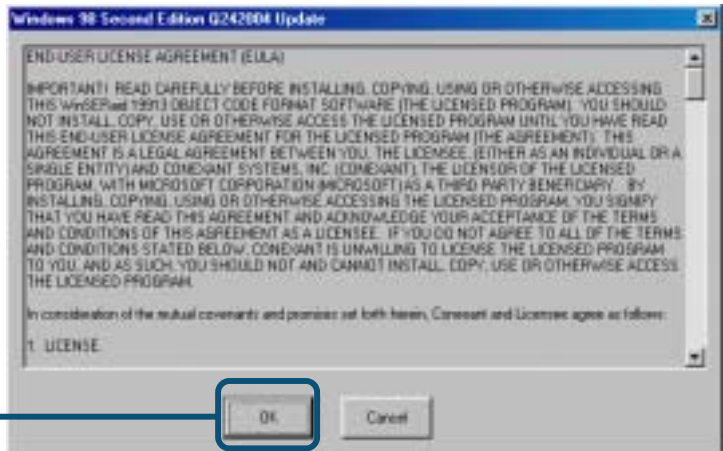 Windows 98 Second Edition Q242004 Update
END-USER LICENSE AGREEMENT (EULA)
IMPORTANT! READ CAREFULLY BEFORE INSTALLING, COPYING, USING OR OTHERWISE ACCESSING
THIS 19913 OBJECT CODE FORMAT SOFTWARE (THE LICENSED PROGRAM). YOU SHOULD
NOT INSTALL, COPY, USE OR OTHERWISE ACCESS THE LICENSED PROGRAM UNTIL YOU HAVE READ
THIS END-USER LICENSE AGREEMENT FOR THE LICENSED PROGRAM (THE AGREEMENT). THIS
AGREEMENT IS A LEGAL AGREEMENT BETWEEN YOU, THE LICENSEE, (EITHER AS AN INDIVIDUAL OR A
SINGLE ENTITY) AND CONEXANT SYSTEMS, INC. (CONEXANT), THE LICENSOR OF THE LICENSED
PROGRAM, WITH MICROSOFT CORPORATION (MICROSOFT) AS A THIRD PARTY BENEFICIARY. BY
INSTALLING, COPYING, USING OR OTHERWISE ACCESSING THE LICENSED PROGRAM, YOU SIGNIFY
THAT YOU HAVE READ THIS AGREEMENT AND ACKNOWLEDGE YOUR ACCEPTANCE OF THE TERMS
AND CONDITIONS OF THIS AGREEMENT AS A LICENSEE. IF YOU DO NOT AGREE TO ALL OF THE TERMS
AND CONDITIONS STATED BELOW, CONEXANT IS UNWILLING TO LICENSE THE LICENSED PROGRAM
TO YOU, AND AS SUCH, YOU SHOULD NOT AND CANNOT INSTALL, COPY, USE OR OTHERWISE ACCESS
THE LICENSED PROGRAM.
In consideration of the mutual covenants and promises set forth herein, Conexant and Licensee agree as follows:
1. LICENSE.
OK
Cancel